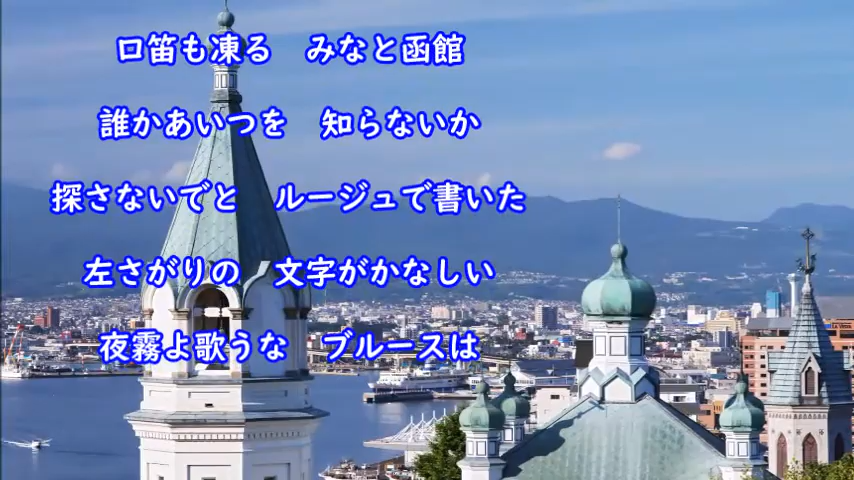 口笛も凍る　みなと函館
誰かあいつを　知らないか
探さないでと　ルージュで書いた
左さがりの　文字がかなしい
夜霧よ歌うな　ブルースは